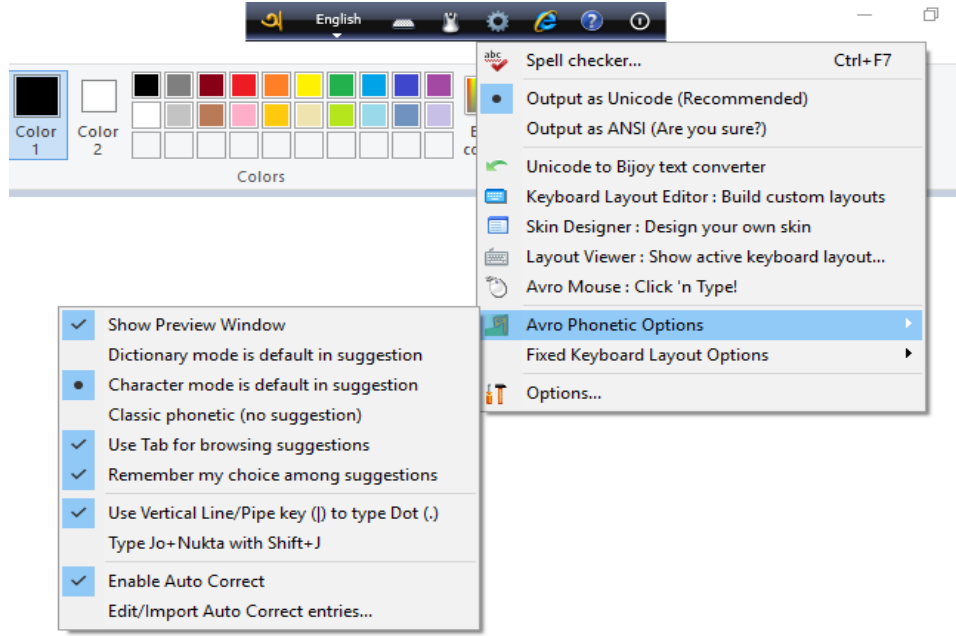 অ English
Color 1
Color 2
Colors
abc Spell checker... Ctrl+F7
Output as Unicode (Recommended)
Output as ANSI (Are you sure?)
Unicode to Bijoy text converter
Keyboard Layout Editor : Build custom layouts
Skin Designer : Design your own skin
Layout Viewer : Show active keyboard layout...
Avro Mouse : Click 'n Type!
Avro Phonetic Options
Fixed Keyboard Layout Options
Options...
Show Preview Window
Dictionary mode is default in suggestion
Character mode is default in suggestion
Classic phonetic (no suggestion)
Use Tab for browsing suggestions
Remember my choice among suggestions
Use Vertical Line/Pipe key (|) to type Dot (.)
Type Jo+Nukta with Shift+J
Enable Auto Correct
Edit/Import Auto Correct entries...